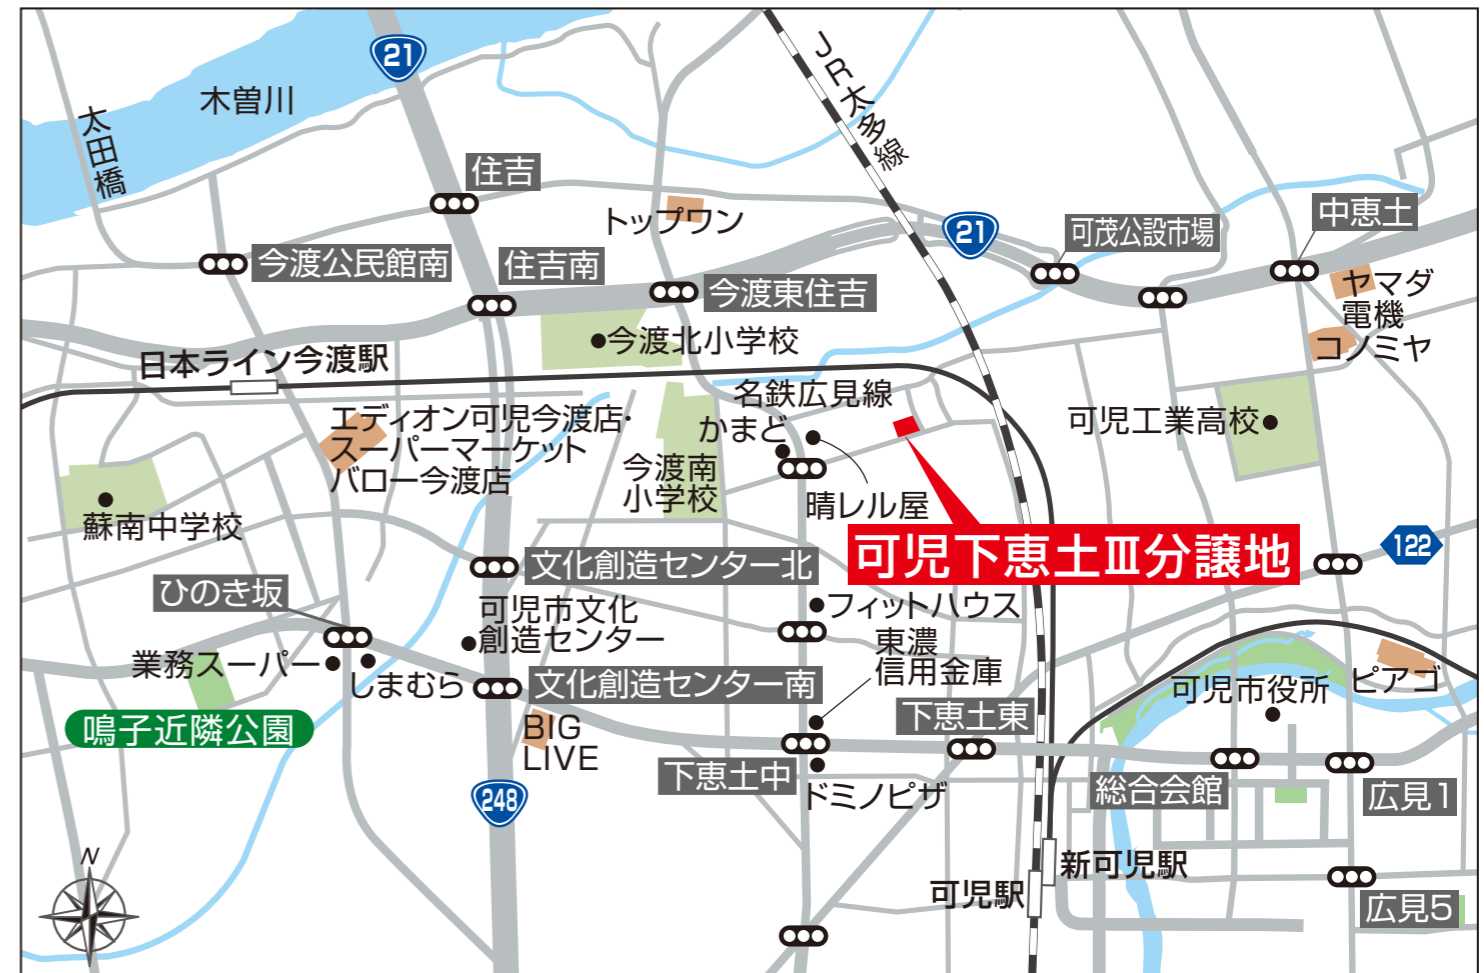 21
木曽川
太田橋
JR太多線
住吉
トップワン
21
可茂公設市場
中恵土
今渡公民館南
住吉南
今渡東住吉
ヤマダ
電機
コノミヤ
今渡北小学校
日本ライン今渡駅
名鉄広見線
かまど
可児工業高校
エディオン可児今渡店・
スーパーマーケット
バロー今渡店
今渡南
小学校
晴レル屋
蘇南中学校
可児下恵土Ⅲ分譲地
122
文化創造センター北
ひのき坂
可児市文化
創造センター
フィットハウス
東濃
信用金庫
業務スーパー
しまむら
文化創造センター南
可児市役所
ピアゴ
鳴子近隣公園
BIG
LIVE
下恵土東
下恵土中
ドミノピザ
総合会館
広見1
248
N
新可児駅
可児駅
広見5